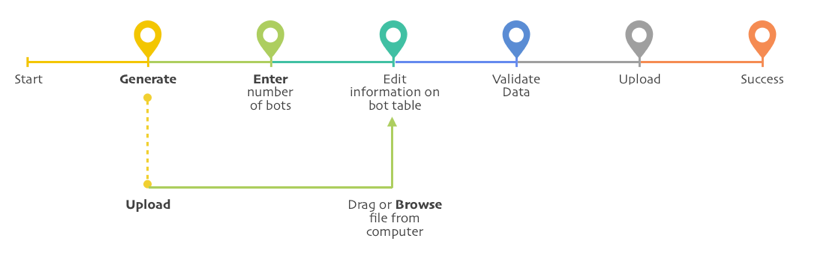 Start
Generate
Enter
number
of bots
Edit
information on
bot table
Validate
Data
Upload
Success
Upload
Drag or Browse
file from
computer